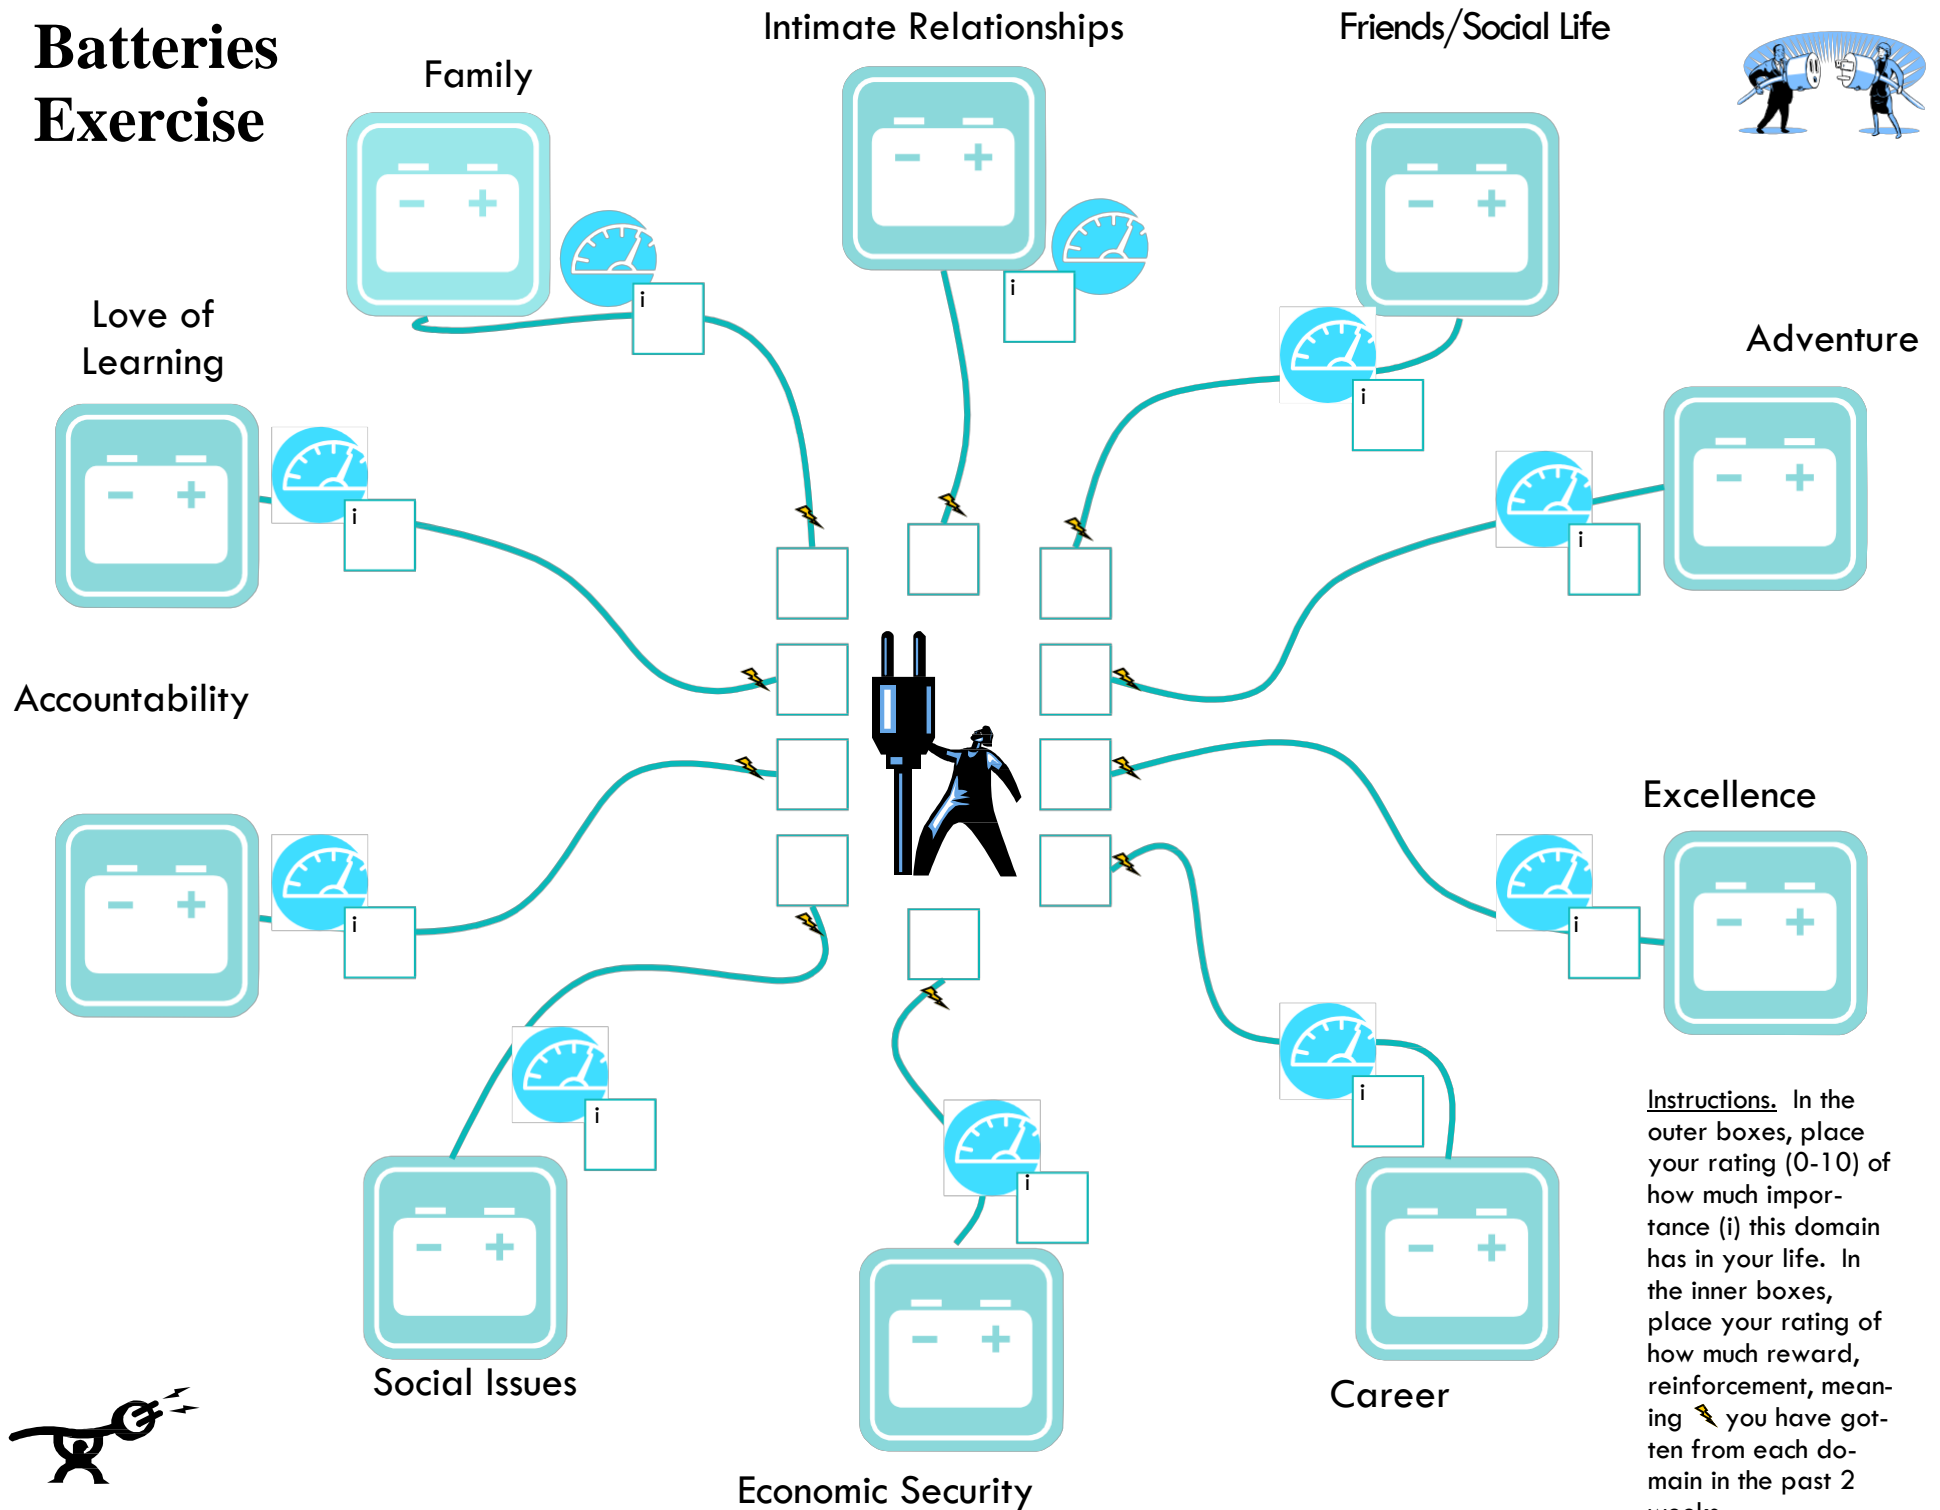 Batteries
Exercise
Intimate Relationships
Friends/Social Life
Family
i
i
Love of
Learning
i
Adventure
i
i
Accountability
i
Excellence
i
i
i
i
Social Issues
Career
Economic Security
Instructions. In the
outer boxes, place
your rating (0-10) of
how much impor-
tance (i) this domain
has in your life. In
the inner boxes,
place your rating of
how much reward,
reinforcement, mean-
ing you have got-
ten from each do-
main in the past 2